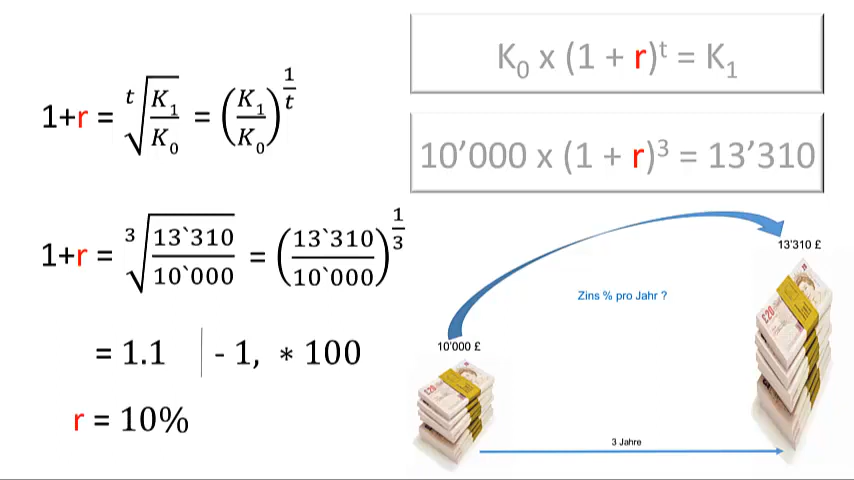 1+r = ᵗ√(K₁/K₀) = (K₁/K₀)^(1/t)
K₀ x (1 + r)ᵗ = K₁
10’000 x (1 + r)³ = 13’310
1+r = ³√(13`310/10`000) = (13`310/10`000)^(1/3)
= 1.1 | - 1, ∗ 100
r = 10%
13'310 £
Zins % pro Jahr ?
10'000 £
£20
£20
3 Jahre